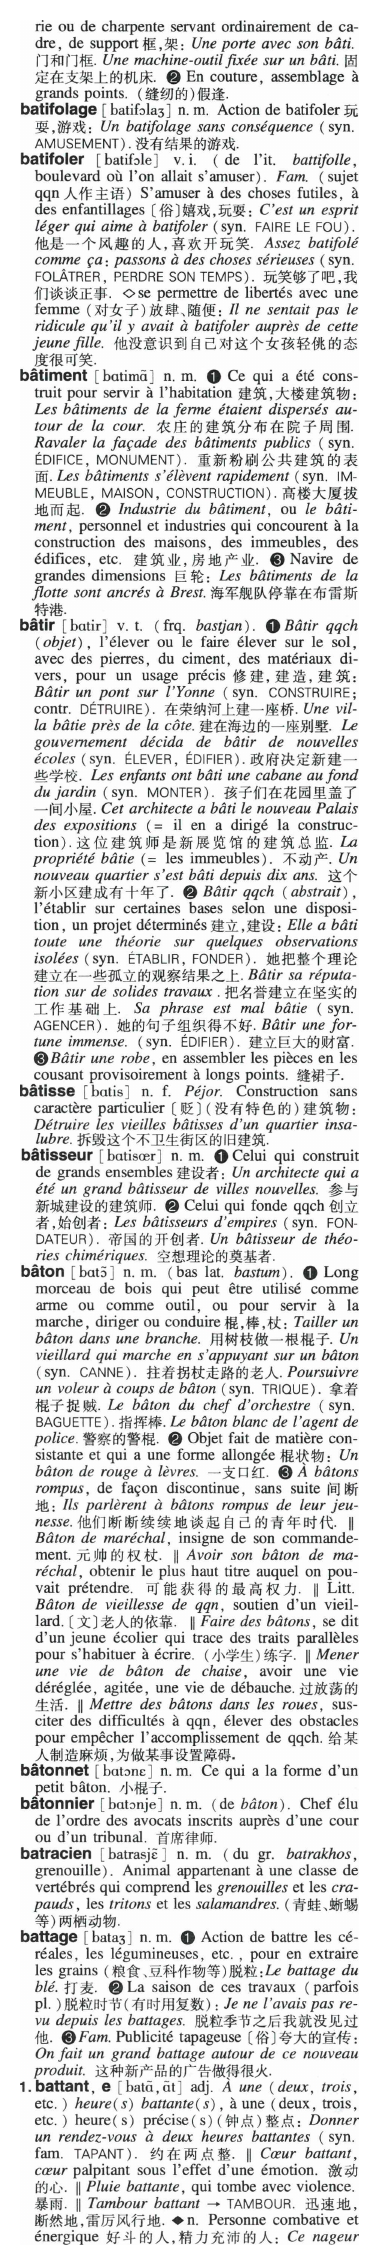 rie ou de charpente servant ordinairement de ca-
dre, de support 框,架: Une porte avec son bâti.
门和门框. Une machine-outil fixée sur un bâti. 固
定在支架上的机床. ❷ En couture, assemblage à
grands points. (缝纫的)假逢.
batifolage [batifɔlaʒ] n. m. Action de batifoler 玩
耍,游戏: Un batifolage sans conséquence (syn.
AMUSEMENT). 没有结果的游戏.
batifoler [batifɔle] v. i. (de l'it. battifolle,
boulevard où l'on allait s'amuser). Fam. (sujet
qqn 人作主语) S'amuser à des choses futiles, à
des enfantillages〔俗〕嬉戏,玩耍: C'est un esprit
léger qui aime à batifoler (syn. FAIRE LE FOU).
他是一个风趣的人,喜欢开玩笑. Assez batifolé
comme ça: passons à des choses sérieuses (syn.
FOLÂTRER, PERDRE SON TEMPS). 玩笑够了吧,我
们谈谈正事. ◇se permettre de libertés avec une
femme (对女子)放肆、随便: Il ne sentait pas le
ridicule qu'il y avait à batifoler auprès de cette
jeune fille. 他没意识到自己对这个女孩轻佻的态
度很可笑.
bâtiment [batimɑ̃] n. m. ❶ Ce qui a été cons-
truit pour servir à l'habitation 建筑,大楼建筑物:
Les bâtiments de la ferme étaient dispersés au-
tour de la cour. 农庄的建筑分布在院子周围.
Ravaler la façade des bâtiments publics (syn.
ÉDIFICE, MONUMENT). 重新粉刷公共建筑的表
面. Les bâtiments s'élèvent rapidement (syn. IM-
MEUBLE, MAISON, CONSTRUCTION). 高楼大厦拔
地而起. ❷ Industrie du bâtiment, ou le bâti-
ment, personnel et industries qui concourent à la
construction des maisons, des immeubles, des
édifices, etc. 建筑业,房地产业. ❸ Navire de
grandes dimensions 巨轮: Les bâtiments de la
flotte sont ancrés à Brest. 海军舰队停靠在布雷斯
特港.
bâtir [batir] v. t. (frq. bastjan). ❶ Bâtir qqch
(objet), l'élever ou le faire élever sur le sol,
avec des pierres, du ciment, des matériaux di-
vers, pour un usage précis 修建,建造,建筑:
Bâtir un pont sur l'Yonne (syn. CONSTRUIRE;
contr. DÉTRUIRE). 在荣纳河上建一座桥. Une vil-
la bâtie près de la côte. 建在海边的一座别墅. Le
gouvernement décida de bâtir de nouvelles
écoles (syn. ÉLEVER, ÉDIFIER). 政府决定新建一
些学校. Les enfants ont bâti une cabane au fond
du jardin (syn. MONTER). 孩子们在花园里盖了
一间小屋. Cet architecte a bâti le nouveau Palais
des expositions (= il en a dirigé la construc-
tion). 这位建筑师是新展览馆的建筑总监. La
propriété bâtie (= les immeubles). 不动产. Un
nouveau quartier s'est bâti depuis dix ans. 这个
新小区建成有十年了. ❷ Bâtir qqch (abstrait),
l'établir sur certaines bases selon une disposi-
tion, un projet déterminés 建立,建设: Elle a bâti
toute une théorie sur quelques observations
isolées (syn. ÉTABLIR, FONDER). 她把整个理论
建立在一些孤立的观察结果之上. Bâtir sa réputa-
tion sur de solides travaux. 把名誉建立在坚实的
工作基础上. Sa phrase est mal bâtie (syn.
AGENCER). 她的句子组织得不好. Bâtir une for-
tune immense. (syn. ÉDIFIER). 建立巨大的财富.
❸ Bâtir une robe, en assembler les pièces en les
cousant provisoirement à longs points. 缝裙子.
bâtisse [batis] n. f. Péjor. Construction sans
caractère particulier〔贬〕(没有特色的)建筑物:
Détruire les vieilles bâtisses d'un quartier insa-
lubre. 拆毁这个不卫生街区的旧建筑.
bâtisseur [batisœr] n. m. ❶ Celui qui construit
de grands ensembles 建设者: Un architecte qui a
été un grand bâtisseur de villes nouvelles. 参与
新城建设的建筑师. ❷ Celui qui fonde qqch 创立
者,始创者: Les bâtisseurs d'empires (syn. FON-
DATEUR). 帝国的开创者. Un bâtisseur de théo-
ries chimériques. 空想理论的奠基者.
bâton [batɔ̃] n. m. (bas lat. bastum). ❶ Long
morceau de bois qui peut être utilisé comme
arme ou comme outil, ou pour servir à la
marche, diriger ou conduire 棍,棒,杖: Tailler un
bâton dans une branche. 用树枝做一根棍子. Un
vieillard qui marche en s'appuyant sur un bâton
(syn. CANNE). 拄着拐杖走路的老人. Poursuivre
un voleur à coups de bâton (syn. TRIQUE). 拿着
棍子捉贼. Le bâton du chef d'orchestre (syn.
BAGUETTE). 指挥棒. Le bâton blanc de l'agent de
police. 警察的警棍. ❷ Objet fait de matière con-
sistante et qui a une forme allongée 棍状物: Un
bâton de rouge à lèvres. 一支口红. ❸ À bâtons
rompus, de façon discontinue, sans suite 间断
地: Ils parlèrent à bâtons rompus de leur jeu-
nesse. 他们断断续续地谈起自己的青年时代. ‖
Bâton de maréchal, insigne de son commande-
ment. 元帅的权杖. ‖ Avoir son bâton de ma-
réchal, obtenir le plus haut titre auquel on pou-
vait prétendre. 可能获得的最高权力. ‖ Litt.
Bâton de vieillesse de qqn, soutien d'un vieil-
lard.〔文〕老人的依靠. ‖ Faire des bâtons, se dit
d'un jeune écolier qui trace des traits parallèles
pour s'habituer à écrire. (小学生)练字. ‖ Mener
une vie de bâton de chaise, avoir une vie
déréglée, agitée, une vie de débauche. 过放荡的
生活. ‖ Mettre des bâtons dans les roues, sus-
citer des difficultés à qqn, élever des obstacles
pour empêcher l'accomplissement de qqch. 给某
人制造麻烦,为做某事设置障碍.
bâtonnet [batɔnɛ] n. m. Ce qui a la forme d'un
petit bâton. 小棍子.
bâtonnier [batɔnje] n. m. (de bâton). Chef élu
de l'ordre des avocats inscrits auprès d'une cour
ou d'un tribunal. 首席律师.
batracien [batrasjɛ̃] n. m. (du gr. batrakhos,
grenouille). Animal appartenant à une classe de
vertébrés qui comprend les grenouilles et les cra-
pauds, les tritons et les salamandres. (青蛙、蜥蜴
等)两栖动物.
battage [bataʒ] n. m. ❶ Action de battre les cé-
réales, les légumineuses, etc., pour en extraire
les grains (粮食、豆科作物等)脱粒:Le battage du
blé. 打麦. ❷ La saison de ces travaux (parfois
pl.) 脱粒时节(有时用复数): Je ne l'avais pas re-
vu depuis les battages. 脱粒季节之后我就没见过
他. ❸ Fam. Publicité tapageuse〔俗〕夸大的宣传:
On fait un grand battage autour de ce nouveau
produit. 这种新产品的广告做得很火.
1. battant, e [batɑ̃, ɑ̃t] adj. À une (deux, trois,
etc.) heure(s) battante(s), à une (deux, trois,
etc.) heure(s) précise(s) (钟点)整点: Donner
un rendez-vous à deux heures battantes (syn.
fam. TAPANT). 约在两点整. ‖ Cœur battant,
cœur palpitant sous l'effet d'une émotion. 激动
的心. ‖ Pluie battante, qui tombe avec violence.
暴雨. ‖ Tambour battant → TAMBOUR. 迅速地,
断然地,雷厉风行地. ◆n. Personne combative et
énergique 好斗的人,精力充沛的人: Ce nageur